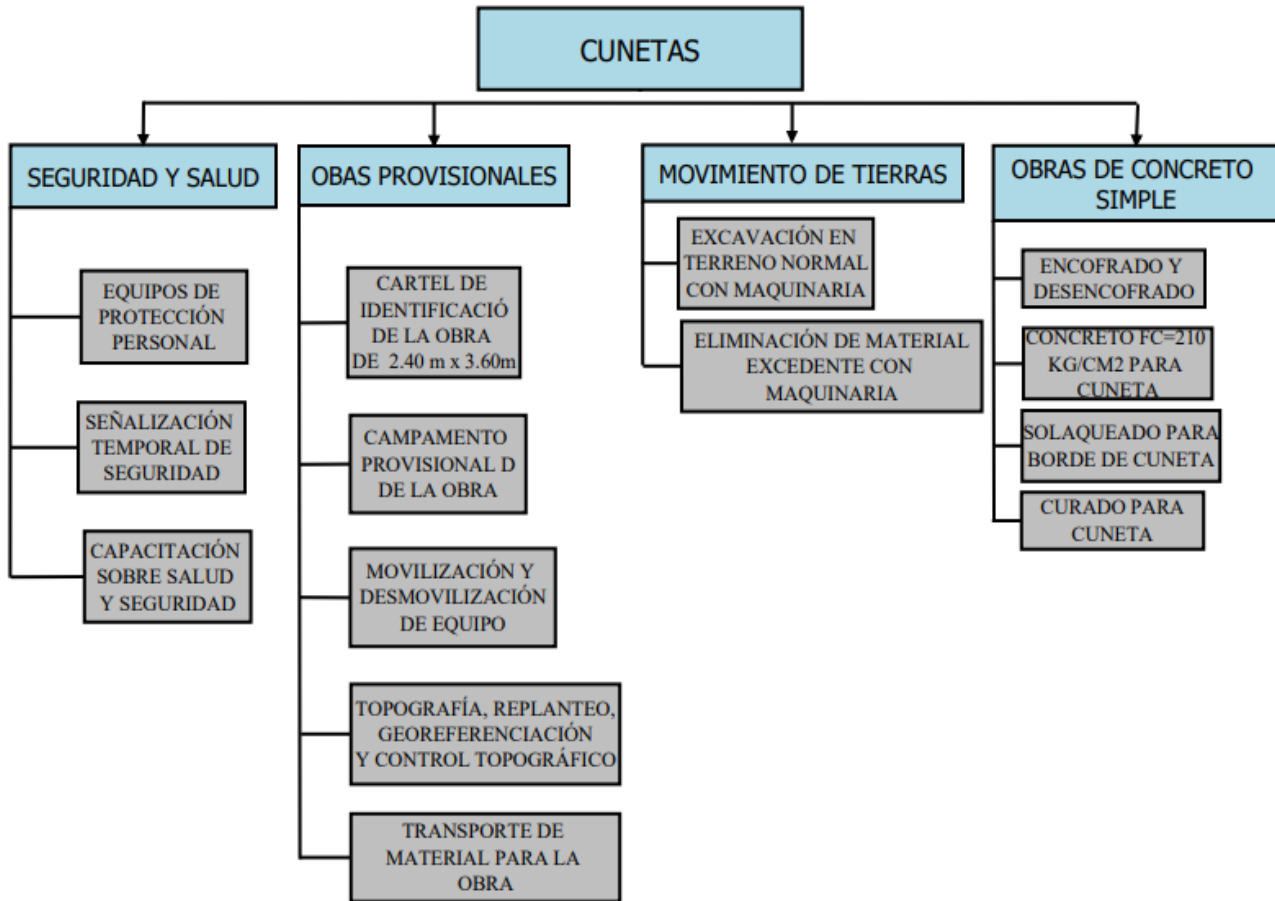 CUNETAS
SEGURIDAD Y SALUD
EQUIPOS DE
PROTECCIÓN
PERSONAL
SEÑALIZACIÓN
TEMPORAL DE
SEGURIDAD
CAPACITACIÓN
SOBRE SALUD
Y SEGURIDAD
OBAS PROVISIONALES
CARTEL DE
IDENTIFICACIÓ
DE LA OBRA
DE 2.40 m x 3.60m
CAMPAMENTO
PROVISIONAL D
DE LA OBRA
MOVILIZACIÓN Y
DESMOVILIZACIÓN
DE EQUIPO
TOPOGRAFÍA, REPLANTEO,
GEOREFERENCIACIÓN
Y CONTROL TOPOGRÁFICO
TRANSPORTE DE
MATERIAL PARA LA
OBRA
MOVIMIENTO DE TIERRAS
EXCAVACIÓN EN
TERRENO NORMAL
CON MAQUINARIA
ELIMINACIÓN DE MATERIAL
EXCEDENTE CON
MAQUINARIA
OBRAS DE CONCRETO
SIMPLE
ENCOFRADO Y
DESENCOFRADO
CONCRETO FC=210
KG/CM2 PARA
CUNETA
SOLAQUEADO PARA
BORDE DE CUNETA
CURADO PARA
CUNETA